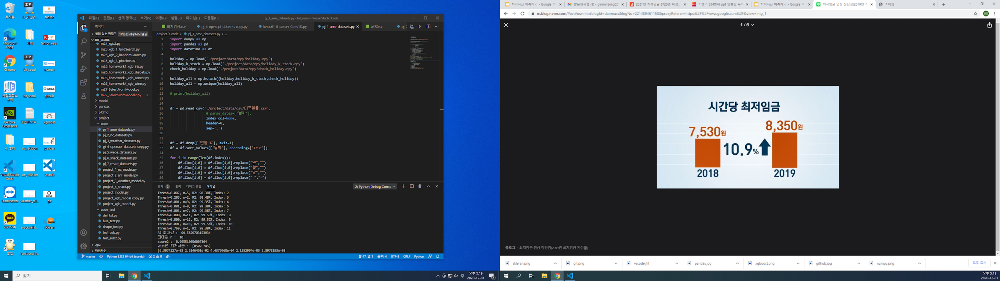 휴지통
11_23_삼...
tensor
Microsoft Edge
과제
tensor_keras
Chrome
bit_seoul
numpy
한컴오피스 뷰어
bit_seoul
github
GeForce Experience
개인프로젝...
xgboost
새 폴더
nc_relation
pandas
Visual Studio Code
am_relation
vscode
TeamViewer
weather_rel...
git
카카오톡
snack_relat...
skleran
알집
functional_r...
파일(F) 편집(E) 선택 영역(S) 보기(V) 이동(G) 실행(R) 터미널(T) 도움말(H)
pj_1_ame_datasets.py - bit_seoul - Visual Studio Code
탐색기
열려 있는 편집기 1이(가) 저장되지 않음
BIT_SEOUL
m24_xgb2.py
m25_xgb_1_GridSearch.py
m25_xgb_2_RandomSearch.py
m25_xgb_3_pipeline.py
m26_homework1_xgb_iris.py
m26_homework2_xgb_diabets.py
m26_homework3_xgb_cancer.py
m26_homework4_xgb_wine.py
m27_SelectFromModel.py
m27_SelectFromModel2.py 2
model
pandas
pltImg
project
code
pj_1_ame_datasets.py
pj_2_nc_datasets.py
pj_3_weather_datasets.py
pj_4_openapi_datasets copy.py
pj_5_wage_datasets.py
pj_6_snack_datasets.py
pj_7_result_datasets.py
project_1_nc_model.py
project_2_am_model.py
project_3_weather_model.py
project_4_snack.py
project_model.py
project_xgb_model copy.py
project_xgb_model.py
code_test
del_list.py
hue_test.py
shape_test.py
test_sub.py
test_sub2.py
개요
타임라인
최저임금.csv pj_4_openapi_datasets copy.py keras61_8_cancer_Conv1D.py pj_1_ame_datasets.py 날씨.csv pj_2
project > code > pj_1_ame_datasets.py > ...
1 import numpy as np
2 import pandas as pd
3 import datetime as dt
4
5 holiday = np.load('./project/data/npy/holiday.npy')
6 holiday_k_stock = np.load('./project/data/npy/holiday_k_stock.npy')
7 check_holiday = np.load('./project/data/npy/check_holiday.npy')
8
9 holiday_all = np.hstack((holiday,holiday_k_stock,check_holiday))
10 holiday_all = np.unique(holiday_all)
11
12 # print(holiday_all)
13
14
15 df = pd.read_csv('./project/data/csv/미국환율.csv',
16 # parse_dates=['날짜'],
17 index_col=None,
18 header=0,
19 sep=',')
20
21
22 df = df.drop(['변동 %'], axis=1)
23 df = df.sort_values(['날짜'], ascending=['True'])
24
25 for i in range(len(df.index)):
26 df.iloc[i,0] = df.iloc[i,0].replace("년","")
27 df.iloc[i,0] = df.iloc[i,0].replace("월","")
28 df.iloc[i,0] = df.iloc[i,0].replace("일","")
29 df.iloc[i,0] = df.iloc[i,0].replace(" ","-")
문제 2 출력 디버그 콘솔 터미널
2: Python Debug Consc
Thresh=0.007, n=5, R2: 98.38%, Index: 2
Thresh=0.205, n=2, R2: 98.49%, Index: 3
Thresh=0.001, n=9, R2: 99.35%, Index: 4
Thresh=0.001, n=8, R2: 99.30%, Index: 5
Thresh=0.003, n=7, R2: 99.38%, Index: 7
Thresh=0.000, n=11, R2: 99.53%, Index: 8
Thresh=0.000, n=12, R2: 99.52%, Index: 9
Thresh=0.001, n=10, R2: 99.56%, Index: 10
Thresh=0.759, n=1, R2: 95.39%, Index: 11
R2 최대값 : 99.5629703153934
최대값 n : 10
score2 : 0.995513056007364
2021년 최저시급 : [8599.745]
[6.3074127e-02 2.9146461e-02 4.4379968e-04 2.1352994e-03 2.8970153e-03
master Python 3.8.3 64-bit (conda) 2 0
줄 47, 열 1 공백: 4 UTF-8 CRLF Python
찾기
오후 5:19
2020-12-01
최저시급 예측하기 - Google 프 받은편지함 (3) - gimminjong02 2021년 최저임금 8720원 확정... 조땡의 334번째 ppt 템플릿 무료 최저시급 예측하기 - Google 프 최저임금 인상 장단점(2019년 최 소이넷
m.blog.naver.com/PostView.nhn?blogId=danmass&logNo=221489461158&proxyReferer=https:%2F%2Fwww.google.com%2F&view=img_1
1 / 6
시간당 최저임금
7,530원
8,350원
10.9%
2018
2019
블로그 최저임금 인상 장단점(2019년 최저임금 인상률)
skleran.png git.png vscode.jfif pandas.jpg xgboost.png github.jpg numpy.png 모두 표시
오후 5:19
2020-12-01